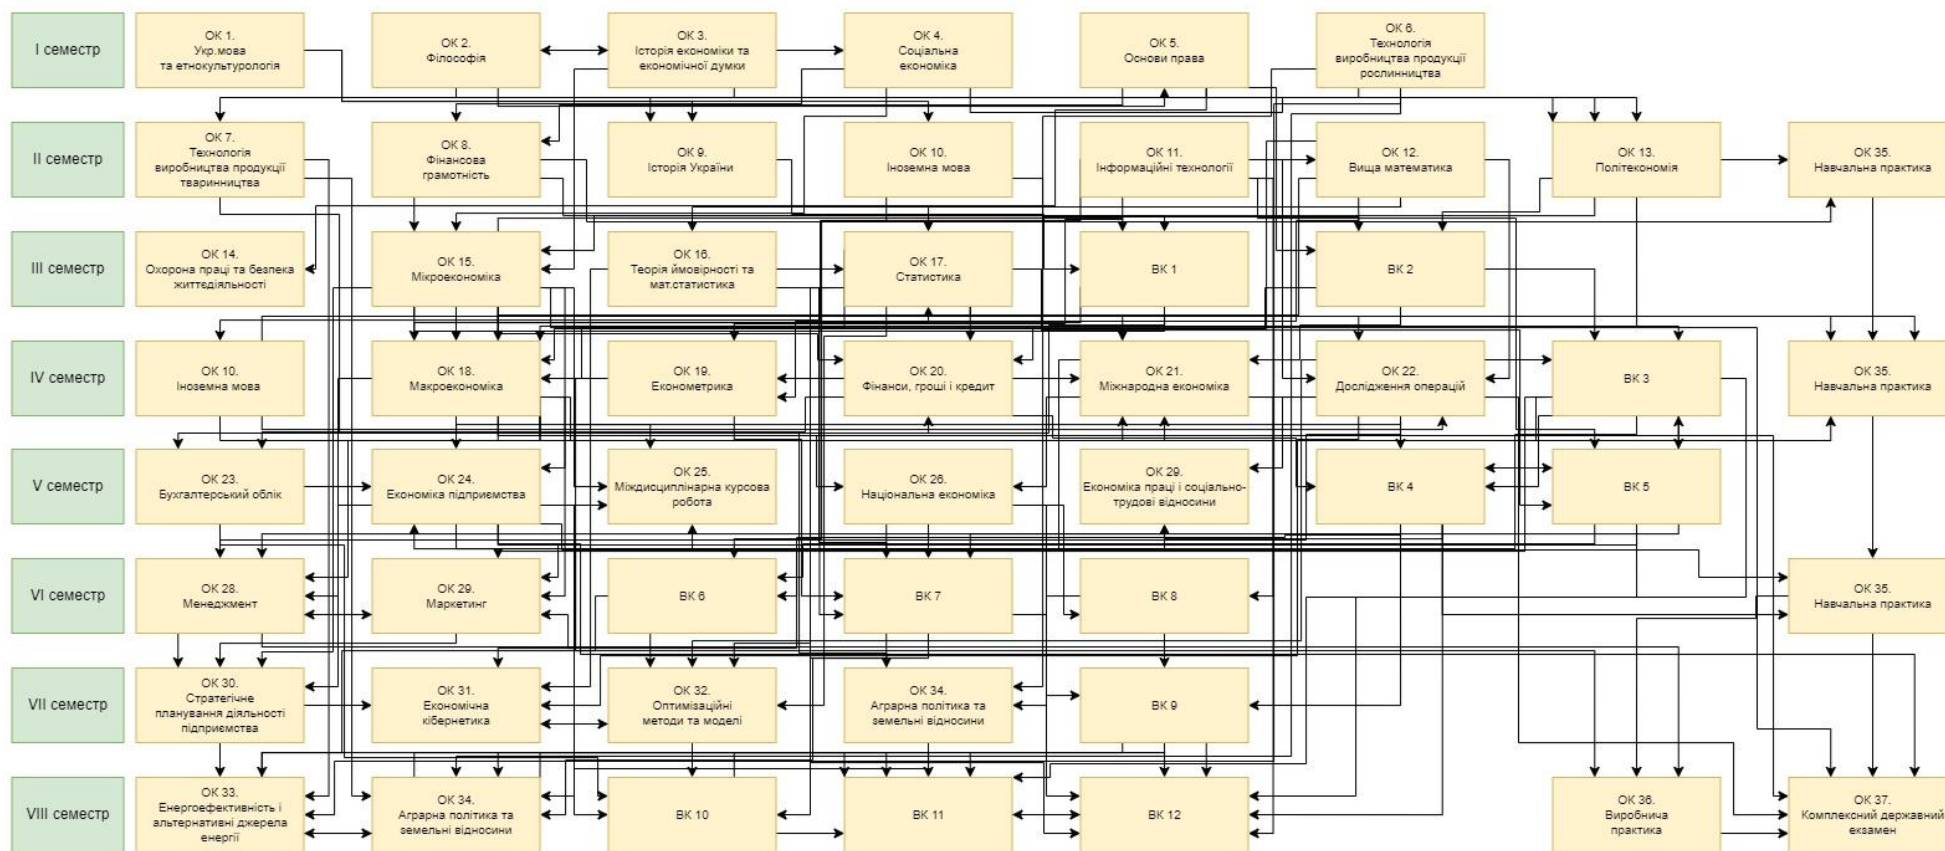 I семестр
ОК 1.
Укр.мова
та етнокультурологія
ОК 2.
Філософія
ОК 3.
Історія економіки та
економічної думки
ОК 4.
Соціальна
економіка
ОК 5.
Основи права
ОК 6.
Технологія
виробництва продукції
рослинництва
II семестр
ОК 7.
Технологія
виробництва продукції
тваринництва
ОК 8.
Фінансова
грамотність
ОК 9.
Історія України
ОК 10.
Іноземна мова
ОК 11.
Інформаційні технології
ОК 12.
Вища математика
ОК 13.
Політекономія
ОК 35.
Навчальна практика
III семестр
ОК 14.
Охорона праці та безпека
життєдіяльності
ОК 15.
Мікроекономіка
ОК 16.
Теорія ймовірності та
мат.статистика
ОК 17.
Статистика
ВК 1
ВК 2
IV семестр
ОК 10.
Іноземна мова
ОК 18.
Макроекономіка
ОК 19.
Економетрика
ОК 20.
Фінанси, гроші і кредит
ОК 21.
Міжнародна економіка
ОК 22.
Дослідження операцій
ВК 3
ОК 35.
Навчальна практика
V семестр
ОК 23.
Бухгалтерський облік
ОК 24.
Економіка підприємства
ОК 25.
Міждисциплінарна курсова
робота
ОК 26.
Національна економіка
ОК 29.
Економіка праці і соціально-
трудові відносини
ВК 4
ВК 5
VI семестр
ОК 28.
Менеджмент
ОК 29.
Маркетинг
ВК 6
ВК 7
ВК 8
ОК 35.
Навчальна практика
VII семестр
ОК 30.
Стратегічне
планування діяльності
підприємства
ОК 31.
Економічна
кібернетика
ОК 32.
Оптимізаційні
методи та моделі
ОК 34.
Аграрна політика та
земельні відносини
ВК 9
VIII семестр
ОК 33.
Енергоефективність і
альтернативні джерела
енергії
ОК 34.
Аграрна політика та
земельні відносини
ВК 10
ВК 11
ВК 12
ОК 36.
Виробнича
практика
ОК 37.
Комплексний державний
екзамен